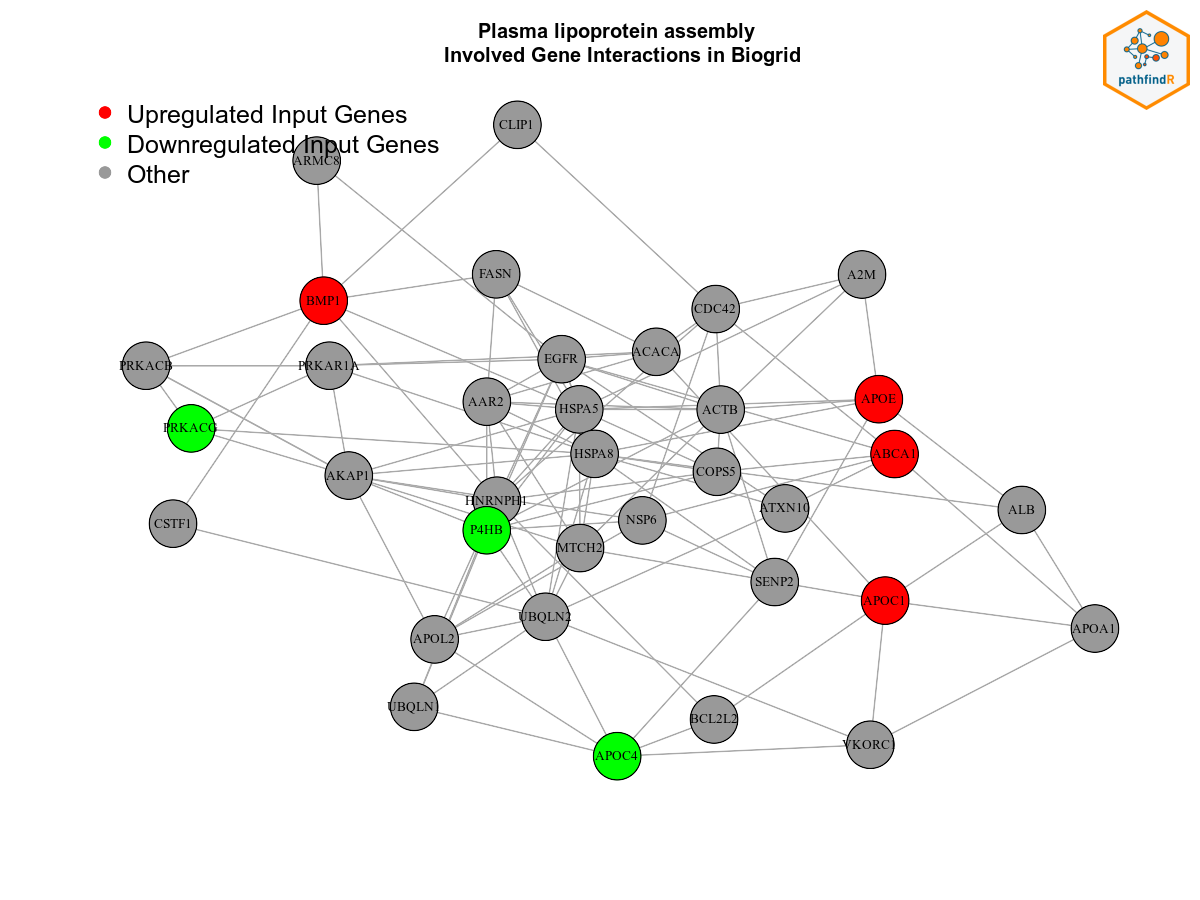 Plasma lipoprotein assembly
Involved Gene Interactions in Biogrid
pathfindR
Upregulated Input Genes
Downregulated Input Genes
Other
CLIP1
ARMC8
FASN
A2M
BMP1
CDC42
PRKACB
PRKAR1A
EGFR
ACACA
AAR2
HSPA5
ACTB
APOE
PRKACG
HSPA8
ABCA1
AKAP1
COPS5
HNRNPH1
ATXN10
ALB
CSTF1
P4HB
NSP6
MTCH2
SENP2
APOC1
UBQLN2
APOL2
APOA1
UBQLN
BCL2L2
APOC4
VKORC1